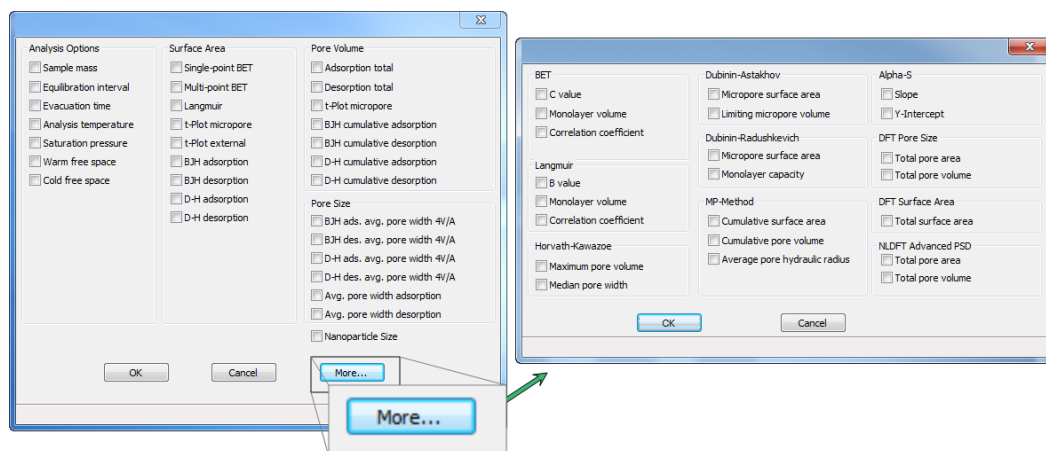 Analysis Options
Sample mass
Equilibration interval
Evacuation time
Analysis temperature
Saturation pressure
Warm free space
Cold free space
Surface Area
Single-point BET
Multi-point BET
Langmuir
t-Plot micropore
t-Plot external
BJH adsorption
BJH desorption
D-H adsorption
D-H desorption
Pore Volume
Adsorption total
Desorption total
t-Plot micropore
BJH cumulative adsorption
BJH cumulative desorption
D-H cumulative adsorption
D-H cumulative desorption
Pore Size
BJH ads. avg. pore width 4V/A
BJH des. avg. pore width 4V/A
D-H ads. avg. pore width 4V/A
D-H des. avg. pore width 4V/A
Avg. pore width adsorption
Avg. pore width desorption
Nanoparticle Size
OK
Cancel
More...
More...
BET
C value
Monolayer volume
Correlation coefficient
Langmuir
B value
Monolayer volume
Correlation coefficient
Horvath-Kawazoe
Maximum pore volume
Median pore width
Dubinin-Astakhov
Micropore surface area
Limiting micropore volume
Dubinin-Radushkevich
Micropore surface area
Monolayer capacity
MP-Method
Cumulative surface area
Cumulative pore volume
Average pore hydraulic radius
Alpha-S
Slope
Y-Intercept
DFT Pore Size
Total pore area
Total pore volume
DFT Surface Area
Total surface area
NLDFT Advanced PSD
Total pore area
Total pore volume
OK
Cancel